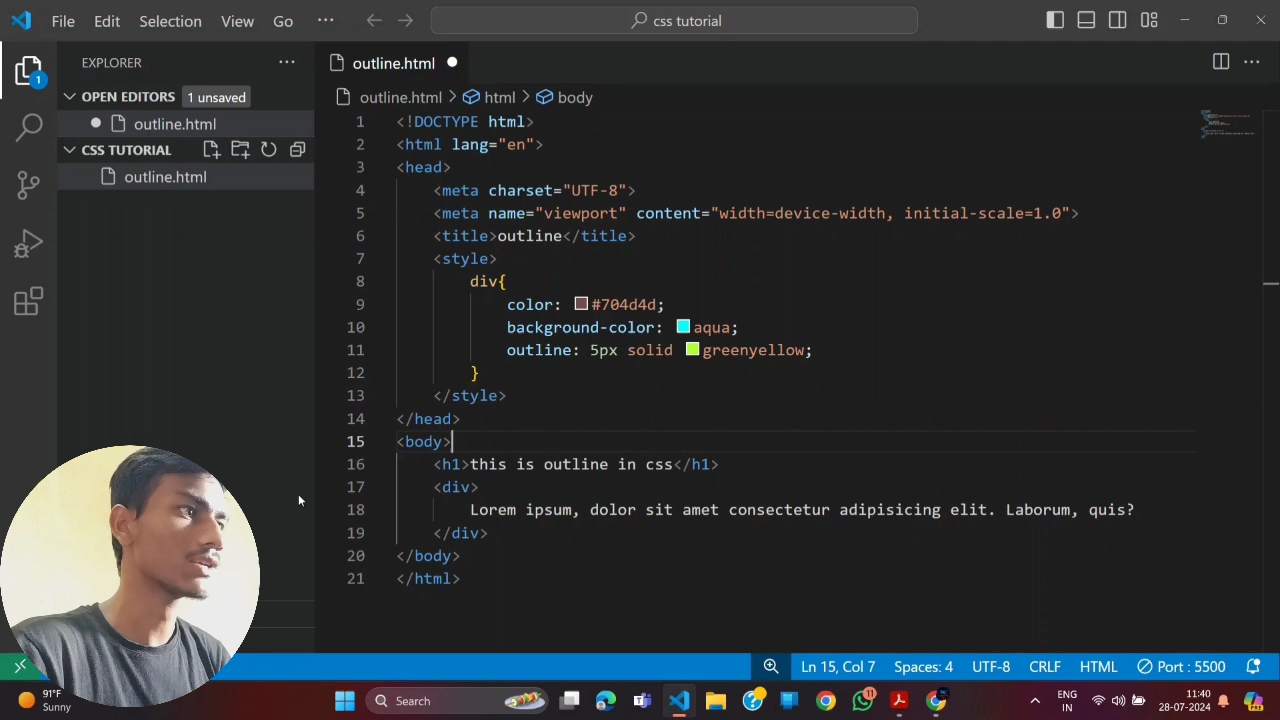 File Edit Selection View Go ··· css tutorial
EXPLORER ···
OPEN EDITORS 1 unsaved
outline.html
CSS TUTORIAL
outline.html
1
outline.html
outline.html > html > body
1 <!DOCTYPE html>
2 <html lang="en">
3 <head>
4 <meta charset="UTF-8">
5 <meta name="viewport" content="width=device-width, initial-scale=1.0">
6 <title>outline</title>
7 <style>
8 div{
9 color: #704d4d;
10 background-color: aqua;
11 outline: 5px solid greenyellow;
12 }
13 </style>
14 </head>
15 <body>
16 <h1>this is outline in css</h1>
17 <div>
18 Lorem ipsum, dolor sit amet consectetur adipisicing elit. Laborum, quis?
19 </div>
20 </body>
21 </html>
Ln 15, Col 7 Spaces: 4 UTF-8 CRLF HTML Port : 5500
91°F
Sunny
Search
11
ENG
IN
11:40
28-07-2024